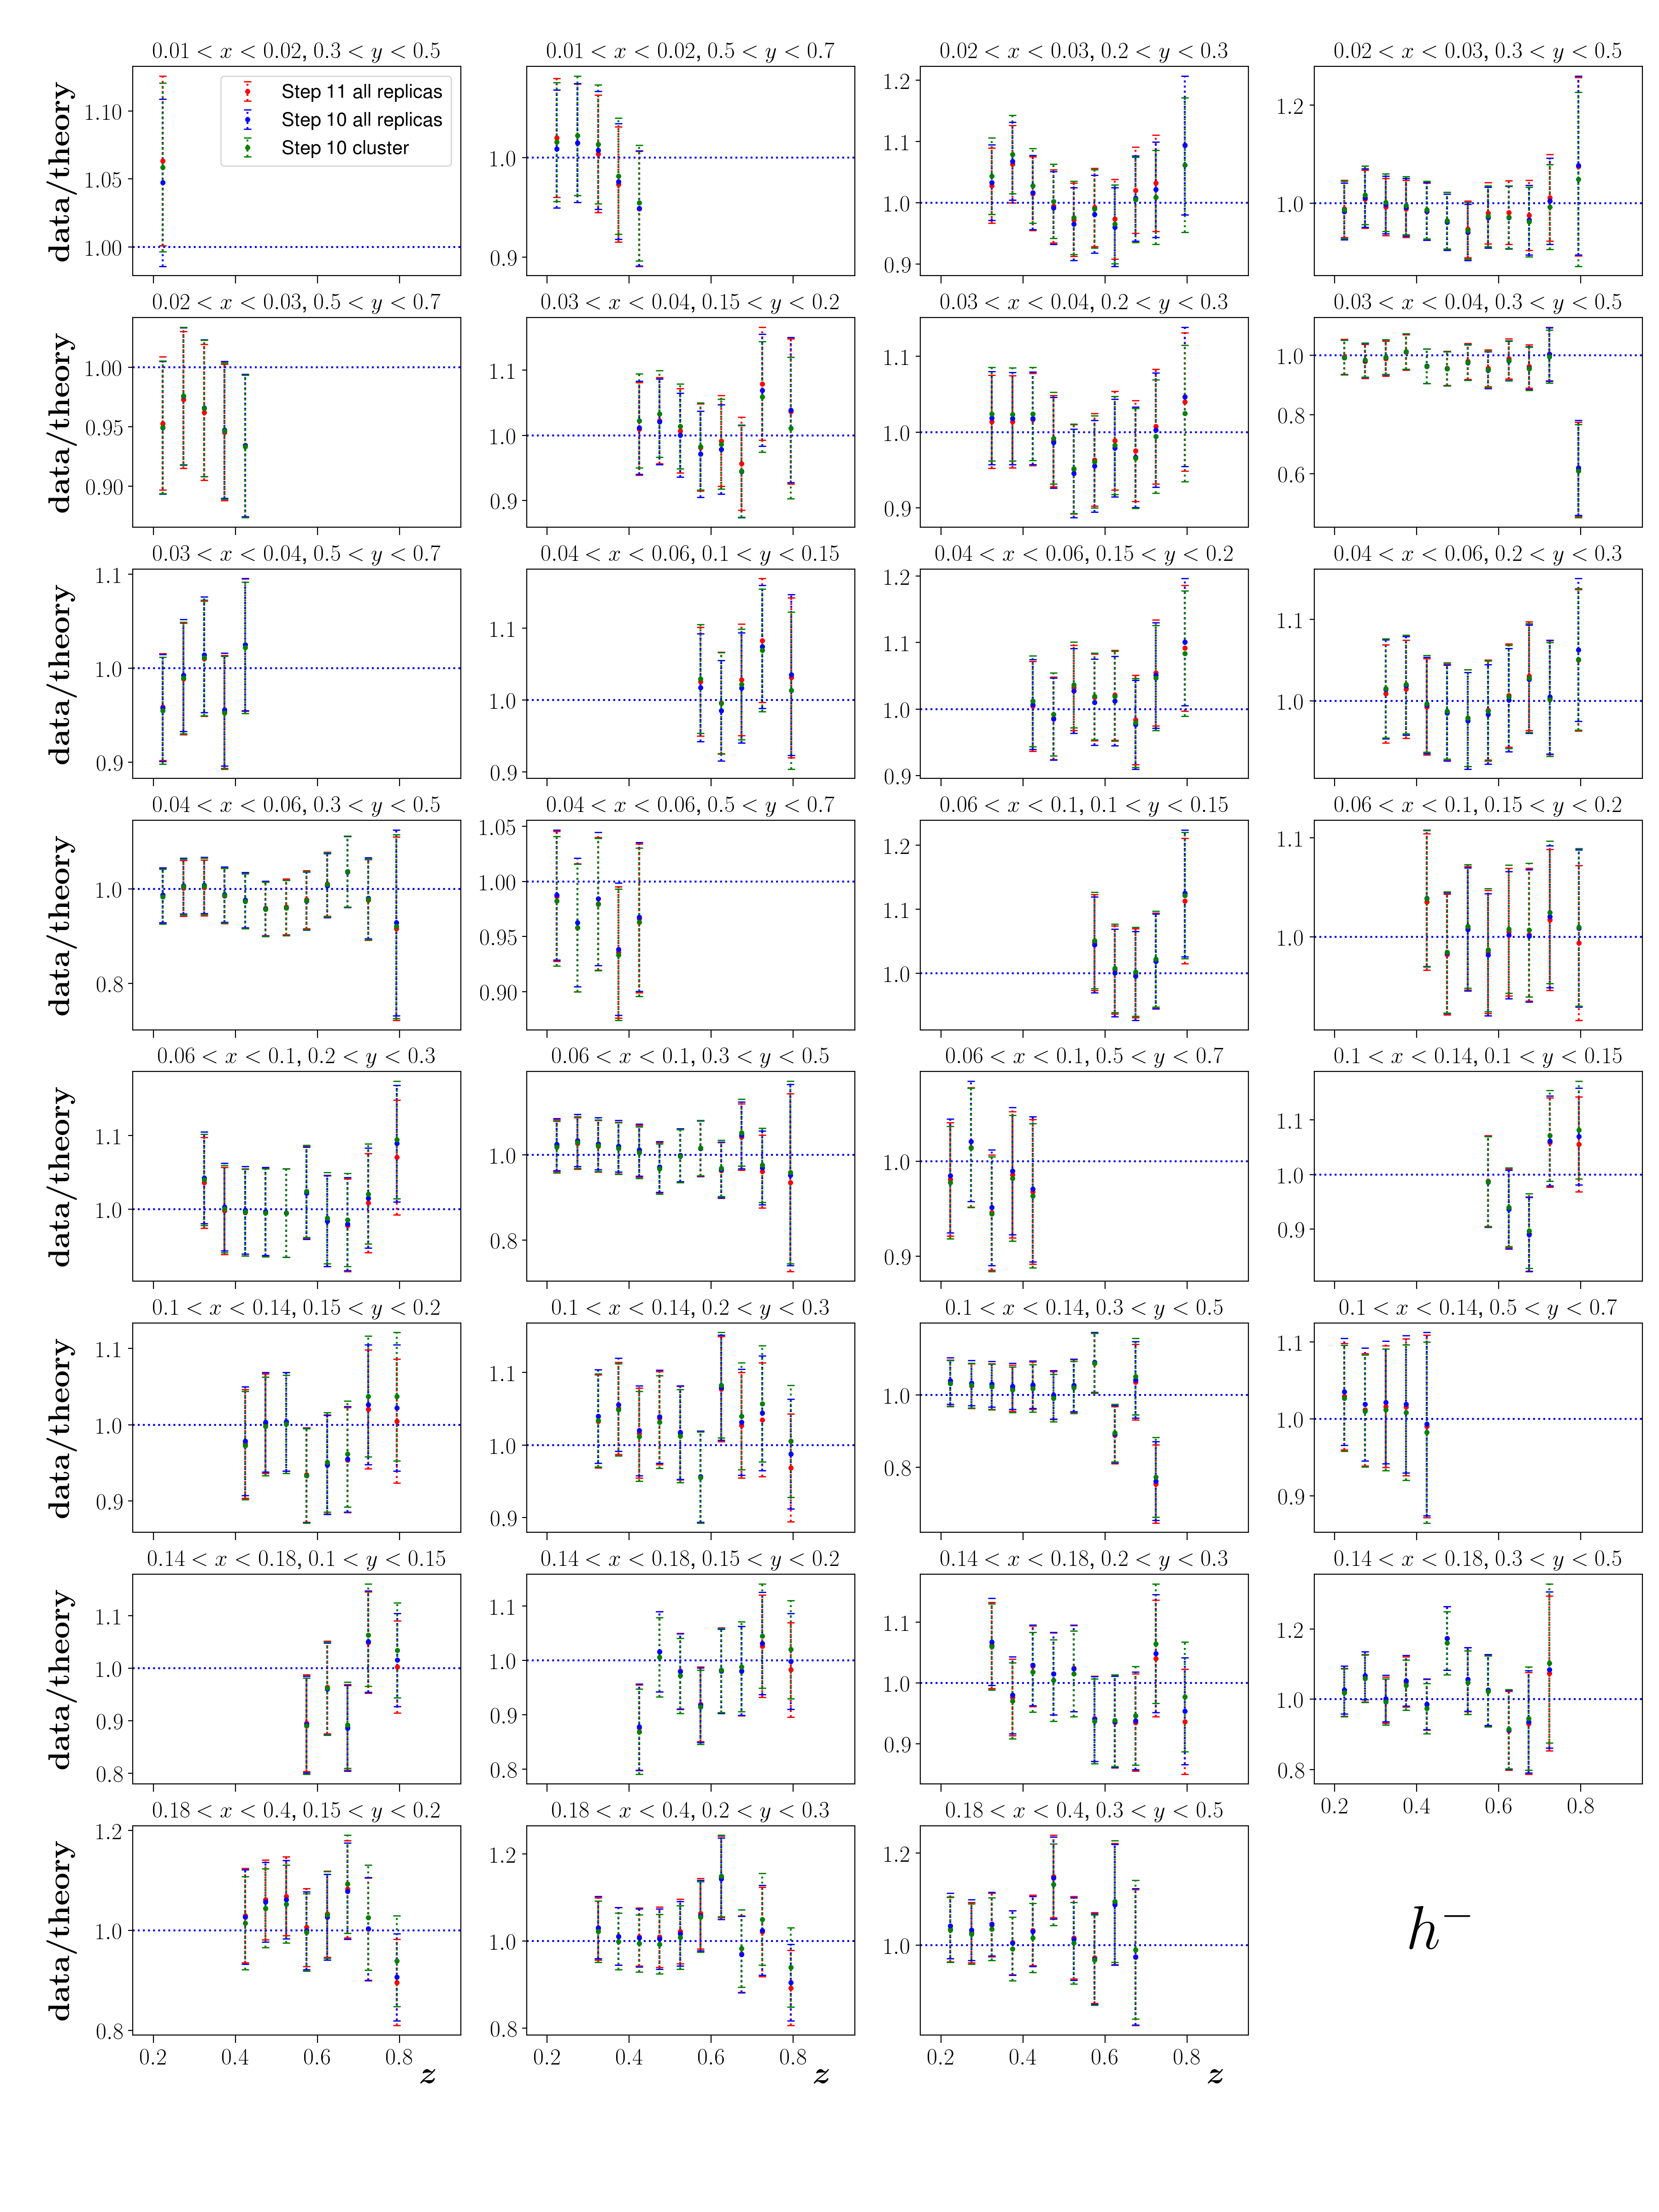 0.01 < x < 0.02, 0.3 < y < 0.5
0.01 < x < 0.02, 0.5 < y < 0.7
0.02 < x < 0.03, 0.2 < y < 0.3
0.02 < x < 0.03, 0.3 < y < 0.5
data/theory
1.10
1.05
1.00
Step 11 all replicas
Step 10 all replicas
Step 10 cluster
1.0
0.9
1.2
1.1
1.0
0.9
1.2
1.0
0.02 < x < 0.03, 0.5 < y < 0.7
0.03 < x < 0.04, 0.15 < y < 0.2
0.03 < x < 0.04, 0.2 < y < 0.3
0.03 < x < 0.04, 0.3 < y < 0.5
data/theory
1.00
0.95
0.90
1.1
1.0
0.9
1.1
1.0
0.9
1.0
0.8
0.6
0.03 < x < 0.04, 0.5 < y < 0.7
0.04 < x < 0.06, 0.1 < y < 0.15
0.04 < x < 0.06, 0.15 < y < 0.2
0.04 < x < 0.06, 0.2 < y < 0.3
data/theory
1.1
1.0
0.9
1.1
1.0
0.9
1.2
1.1
1.0
0.9
1.1
1.0
0.04 < x < 0.06, 0.3 < y < 0.5
0.04 < x < 0.06, 0.5 < y < 0.7
0.06 < x < 0.1, 0.1 < y < 0.15
0.06 < x < 0.1, 0.15 < y < 0.2
data/theory
1.0
0.8
1.05
1.00
0.95
0.90
1.2
1.1
1.0
1.1
1.0
0.06 < x < 0.1, 0.2 < y < 0.3
0.06 < x < 0.1, 0.3 < y < 0.5
0.06 < x < 0.1, 0.5 < y < 0.7
0.1 < x < 0.14, 0.1 < y < 0.15
data/theory
1.1
1.0
1.0
0.8
1.0
0.9
1.1
1.0
0.9
0.1 < x < 0.14, 0.15 < y < 0.2
0.1 < x < 0.14, 0.2 < y < 0.3
0.1 < x < 0.14, 0.3 < y < 0.5
0.1 < x < 0.14, 0.5 < y < 0.7
data/theory
1.1
1.0
0.9
1.1
1.0
0.9
1.0
0.8
1.1
1.0
0.9
0.14 < x < 0.18, 0.1 < y < 0.15
0.14 < x < 0.18, 0.15 < y < 0.2
0.14 < x < 0.18, 0.2 < y < 0.3
0.14 < x < 0.18, 0.3 < y < 0.5
data/theory
1.1
1.0
0.9
0.8
1.1
1.0
0.9
0.8
1.1
1.0
0.9
1.2
1.0
0.8
0.2 0.4 0.6 0.8
0.18 < x < 0.4, 0.15 < y < 0.2
0.18 < x < 0.4, 0.2 < y < 0.3
0.18 < x < 0.4, 0.3 < y < 0.5
data/theory
1.2
1.0
0.8
1.2
1.0
0.8
1.2
1.0
h−
0.2 0.4 0.6 0.8
z
0.2 0.4 0.6 0.8
z
0.2 0.4 0.6 0.8
z